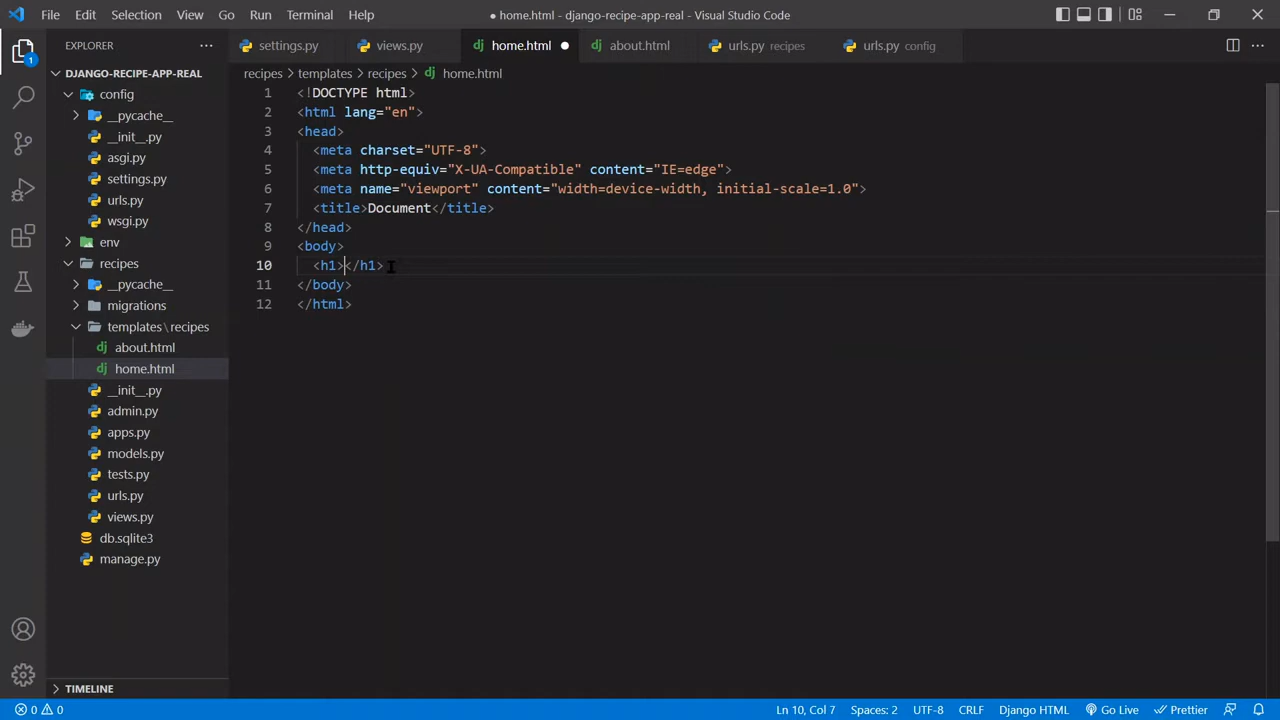 File Edit Selection View Go Run Terminal Help
● home.html - django-recipe-app-real - Visual Studio Code
EXPLORER
settings.py views.py home.html about.html urls.py recipes urls.py config
DJANGO-RECIPE-APP-REAL
recipes > templates > recipes > home.html
1
config
__pycache__
__init__.py
asgi.py
settings.py
urls.py
wsgi.py
env
recipes
__pycache__
migrations
templates\recipes
about.html
home.html
__init__.py
admin.py
apps.py
models.py
tests.py
urls.py
views.py
db.sqlite3
manage.py
TIMELINE
1 <!DOCTYPE html>
2 <html lang="en">
3 <head>
4 <meta charset="UTF-8">
5 <meta http-equiv="X-UA-Compatible" content="IE=edge">
6 <meta name="viewport" content="width=device-width, initial-scale=1.0">
7 <title>Document</title>
8 </head>
9 <body>
10 <h1></h1>
11 </body>
12 </html>
0 0
Ln 10, Col 7 Spaces: 2 UTF-8 CRLF Django HTML Go Live Prettier